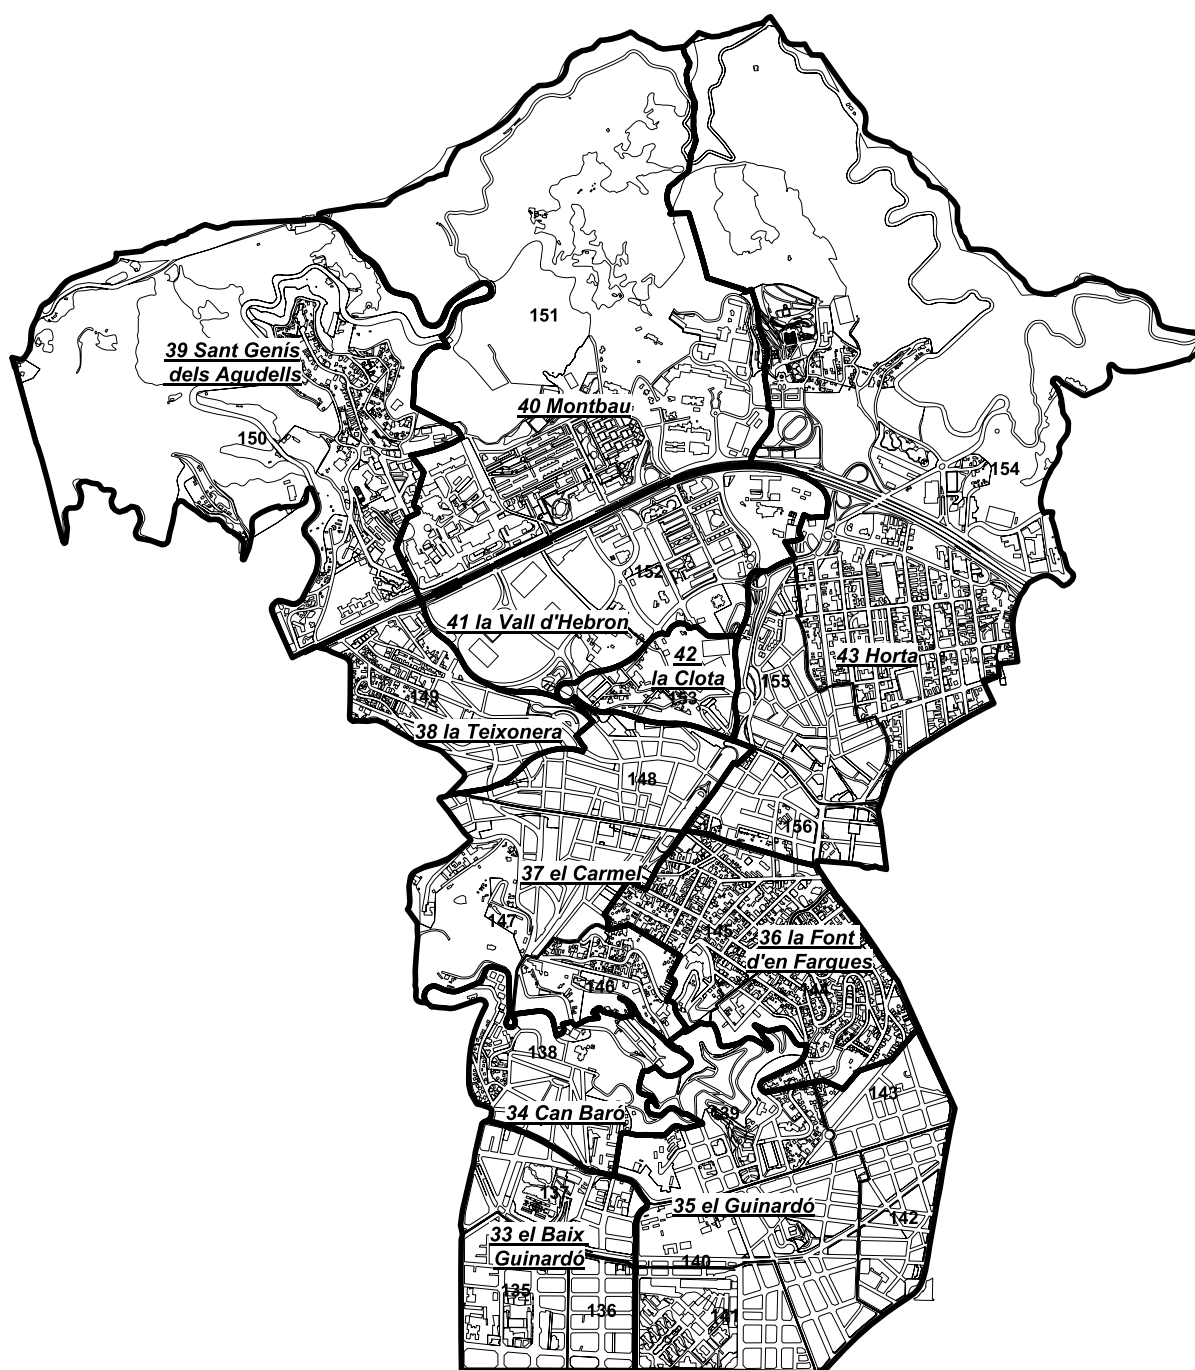 151
39 Sant Genís
dels Agudells
40 Montbau
150
154
152
41 la Vall d'Hebron
42
la Clota
43 Horta
155
153
149
38 la Teixonera
148
156
37 el Carmel
147
145
36 la Font
d'en Farques
146
144
138
143
34 Can Baró
139
137
35 el Guinardó
142
33 el Baix
Guinardó
140
135
136
141